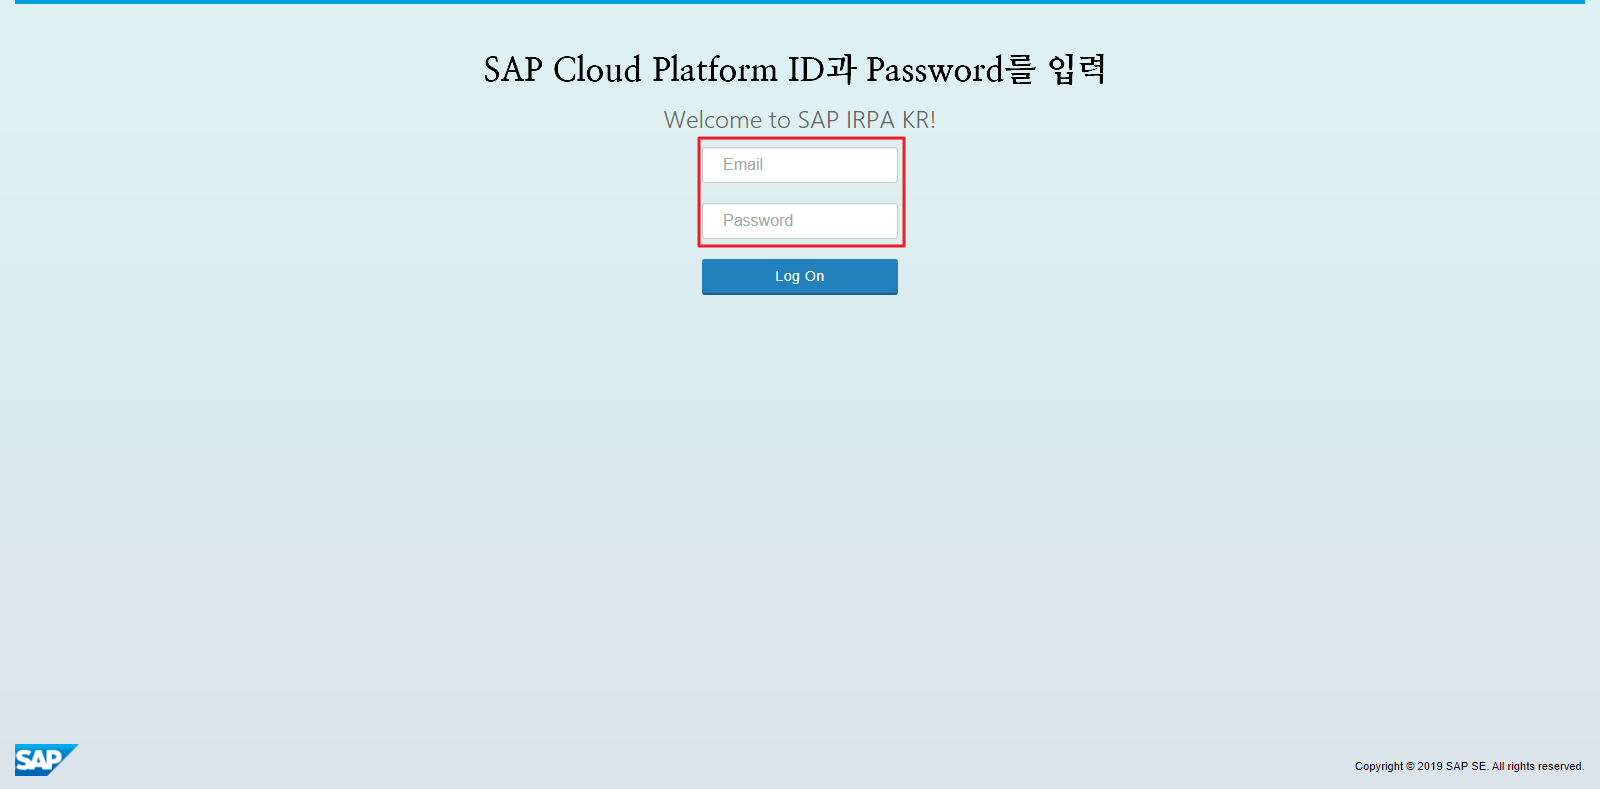 SAP Cloud Platform ID과 Password를 입력
Welcome to SAP IRPA KR!
Email
Password
Log On
SAP
Copyright © 2019 SAP SE. All rights reserved.